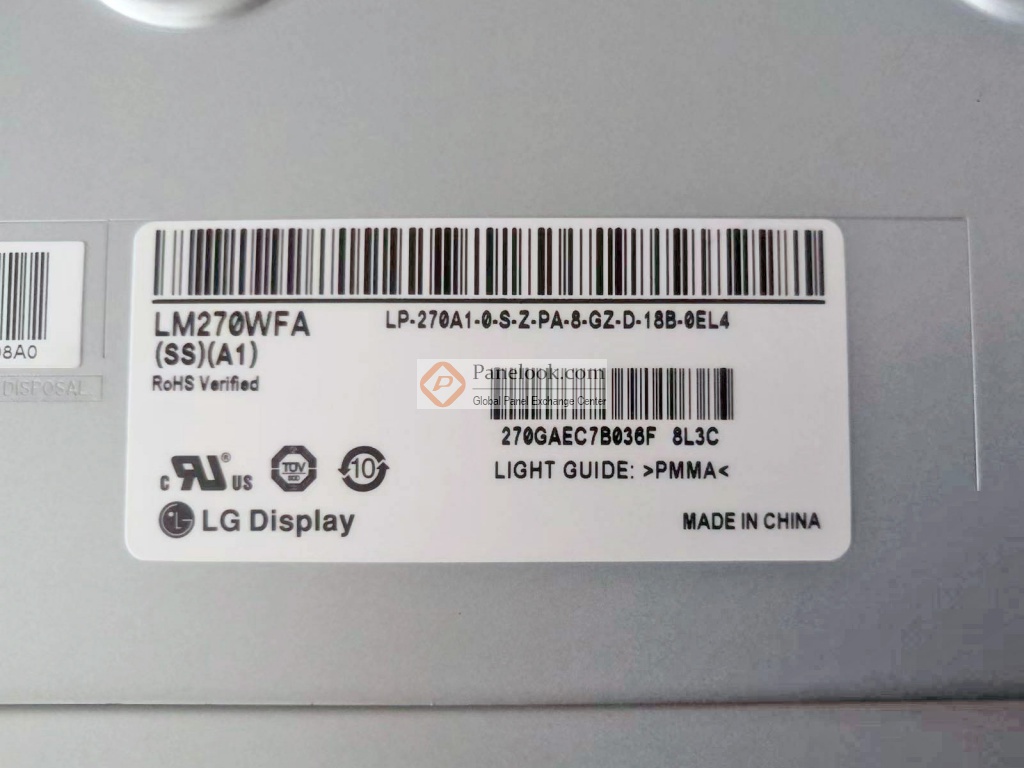 LM270WFA
(SS)(A1)
RoHS Verified
LP-270A1-0-S-Z-PA-8-GZ-D-18B-0EL4
Panelook.com
Global Panel Exchange Center
270GAEC7B036F 8L3C
LIGHT GUIDE: >PMMA<
c RU® US
TÜV
10
LG Display
MADE IN CHINA
8A0
DISPOSAL